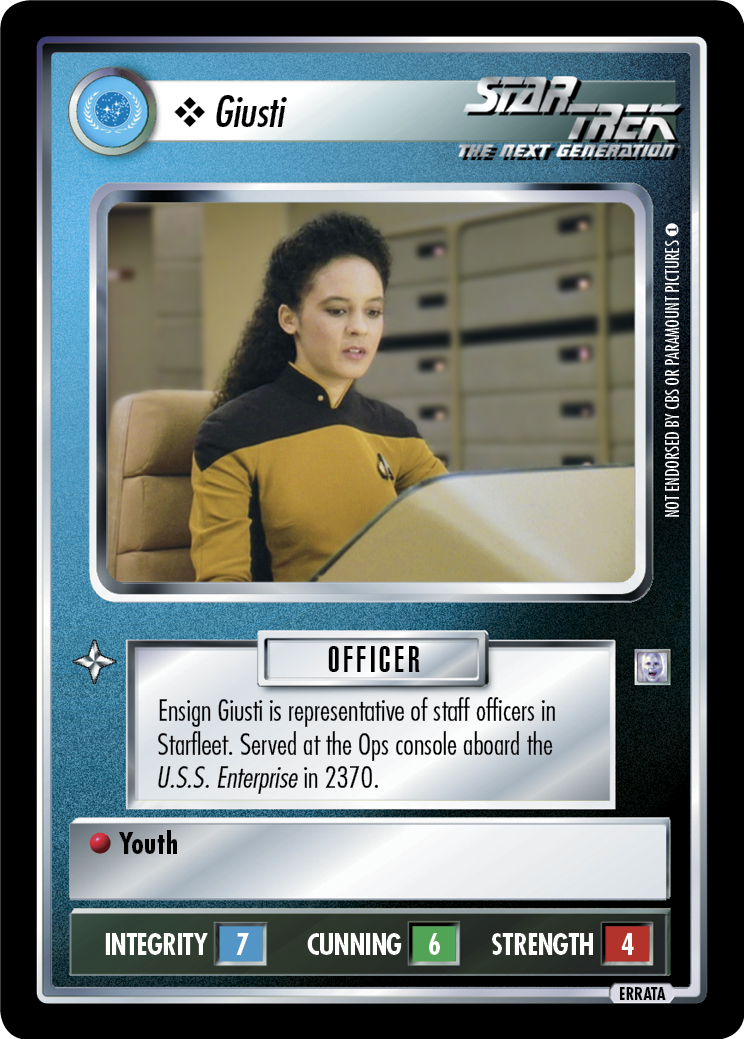 ❖ Giusti
STAR TREK
THE NEXT GENERATION
NOT ENDORSED BY CBS OR PARAMOUNT PICTURES 1
OFFICER
Ensign Giusti is representative of staff officers in
Starfleet. Served at the Ops console aboard the
U.S.S. Enterprise in 2370.
Youth
INTEGRITY 7 CUNNING 6 STRENGTH 4
ERRATA